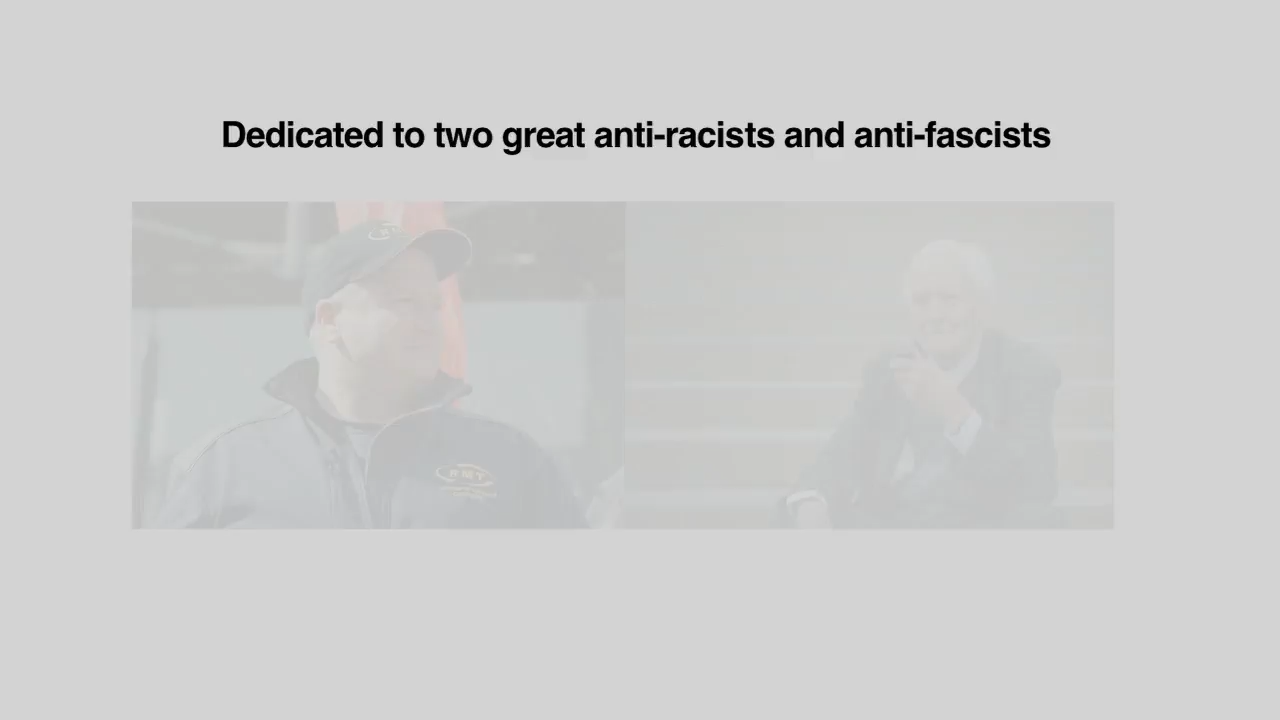 Dedicated to two great anti-racists and anti-fascists
RMT